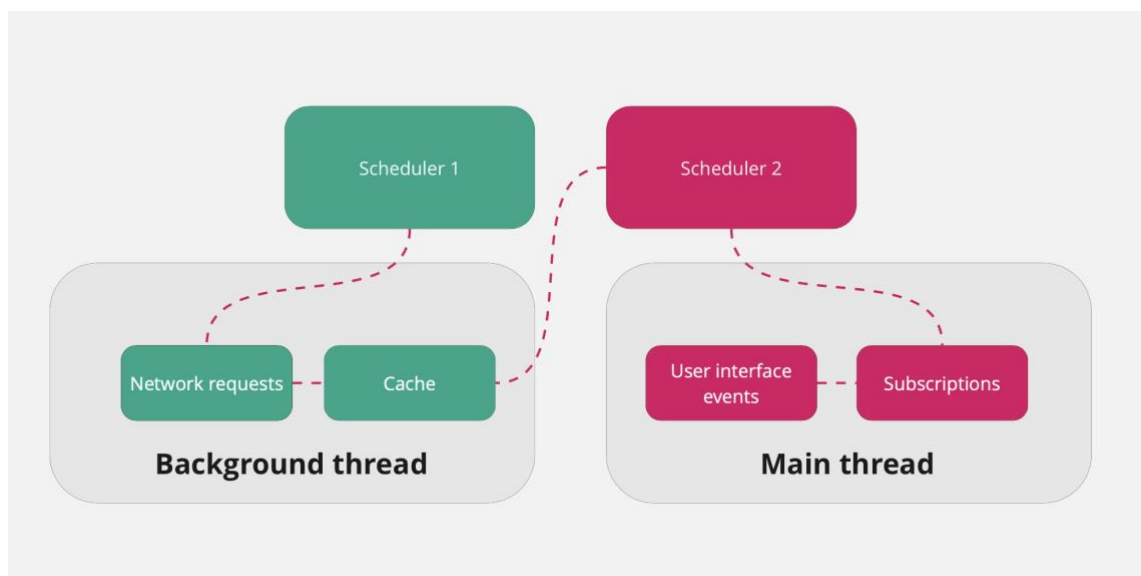 Scheduler 1
Scheduler 2
Network requests
Cache
User interface
events
Subscriptions
Background thread
Main thread